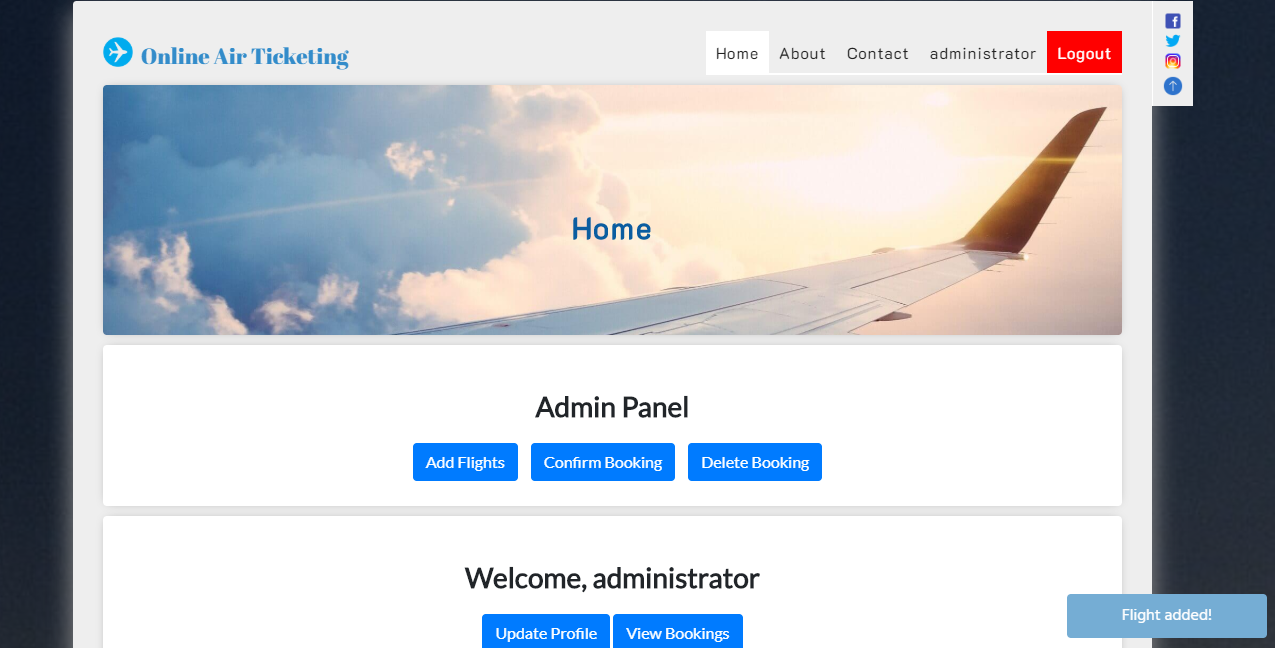 Online Air Ticketing
Home About Contact administrator Logout
Home
Admin Panel
Add Flights Confirm Booking Delete Booking
Welcome, administrator
Update Profile View Bookings
Flight added!